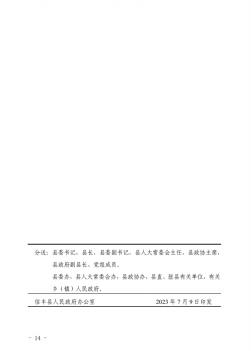 分送：县委书记、县长，县委副书记，县人大常委会主任，县政协主席，
县政府副县长、党组成员。
县委办、县人大常委会办、县政协办，县直、驻县有关单位，有关
乡（镇）人民政府。
信丰县人民政府办公室 2023年7月9日印发
- 14 -